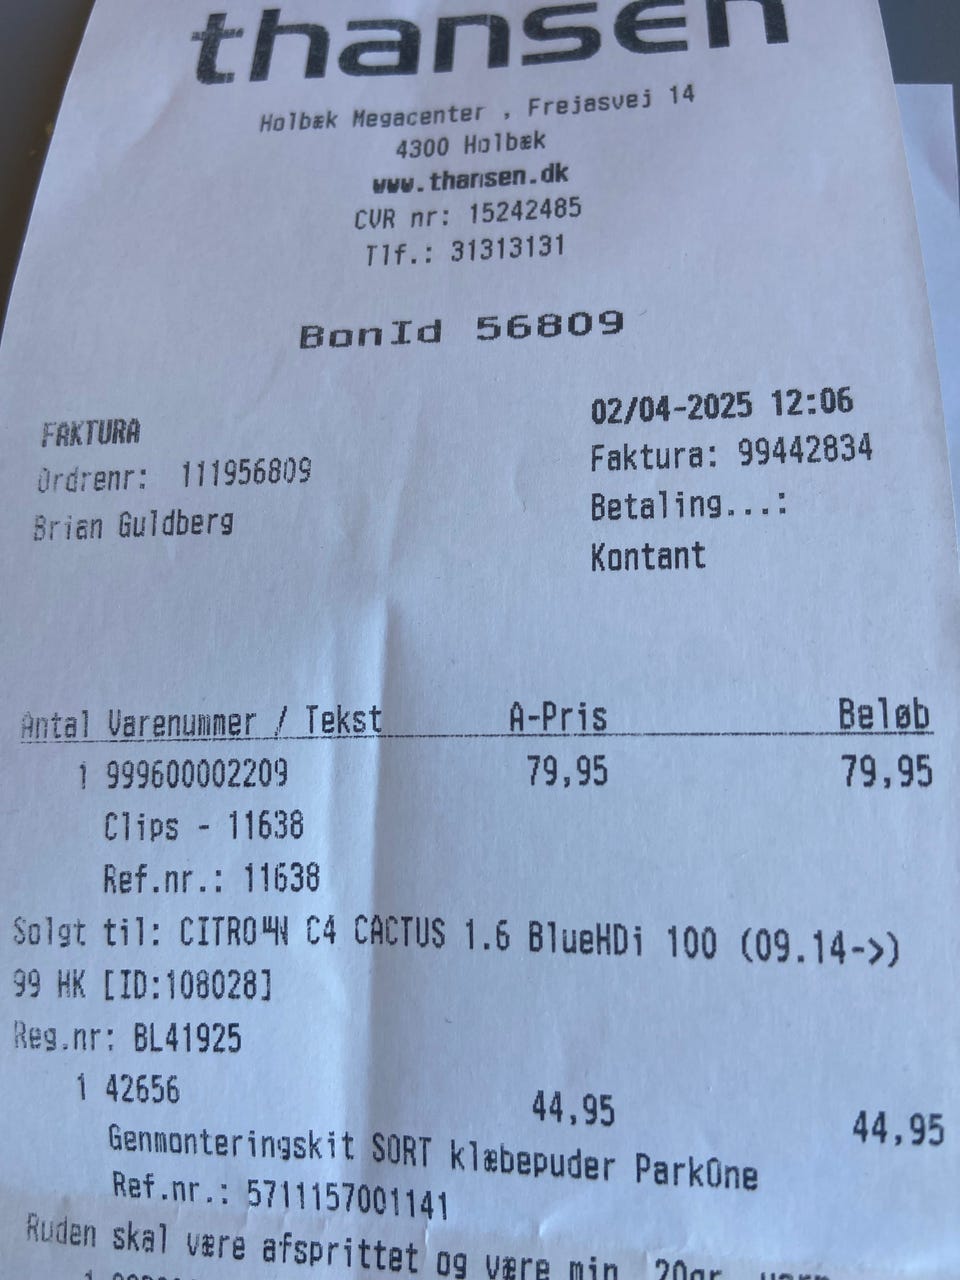 thansen
Holbæk Megacenter , Frejasvej 14
4300 Holbæk
www.thansen.dk
CVR nr: 15242485
Tlf.: 31313131
BonId 56809
FAKTURA
Ordrenr: 111956809
Brian Guldberg
02/04-2025 12:06
Faktura: 99442834
Betaling...:
Kontant
Antal Varenummer / Tekst A-Pris Beløb
1 999600002209 79,95 79,95
Clips - 11638
Ref.nr.: 11638
Solgt til: CITRO╨N C4 CACTUS 1.6 BlueHDi 100 (09.14->)
99 HK [ID:108028]
Reg.nr: BL41925
1 42656 44,95 44,95
Genmonteringskit SORT klæbepuder ParkOne
Ref.nr.: 5711157001141
Ruden skal være afsprittet og være min. 20gr.